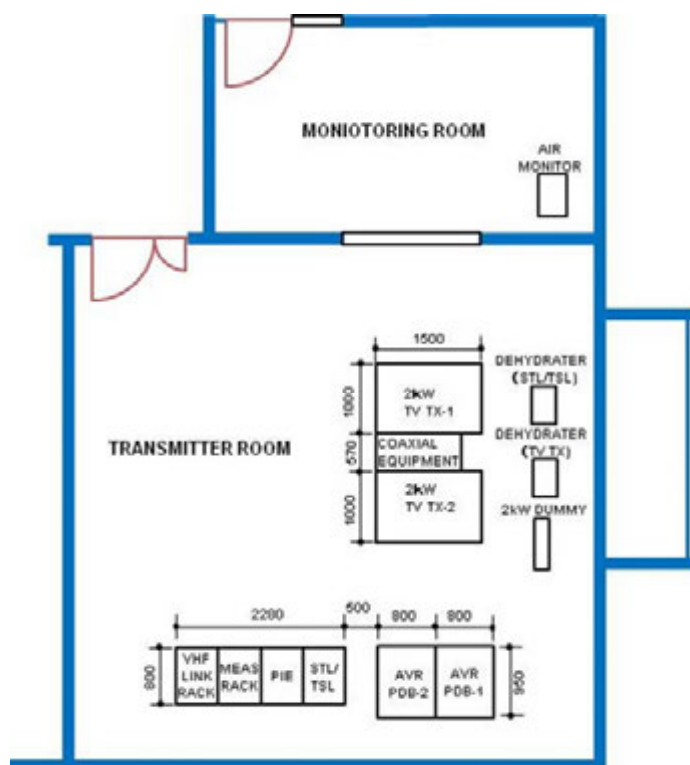 MONIOTORING ROOM
AIR
MONITOR
1500
DEHYDRATER
(STL/TSL)
1000
2kW
TV TX-1
TRANSMITTER ROOM
570
COAXIAL
EQUIPMENT
DEHYDRATER
(TV TX)
1000
2kW
TV TX-2
2kW DUMMY
2280
500
800
800
800
VHF
LINK
RACK
MEAS
RACK
PIE
STL/
TSL
AVR
PDB-2
AVR
PDB-1
950